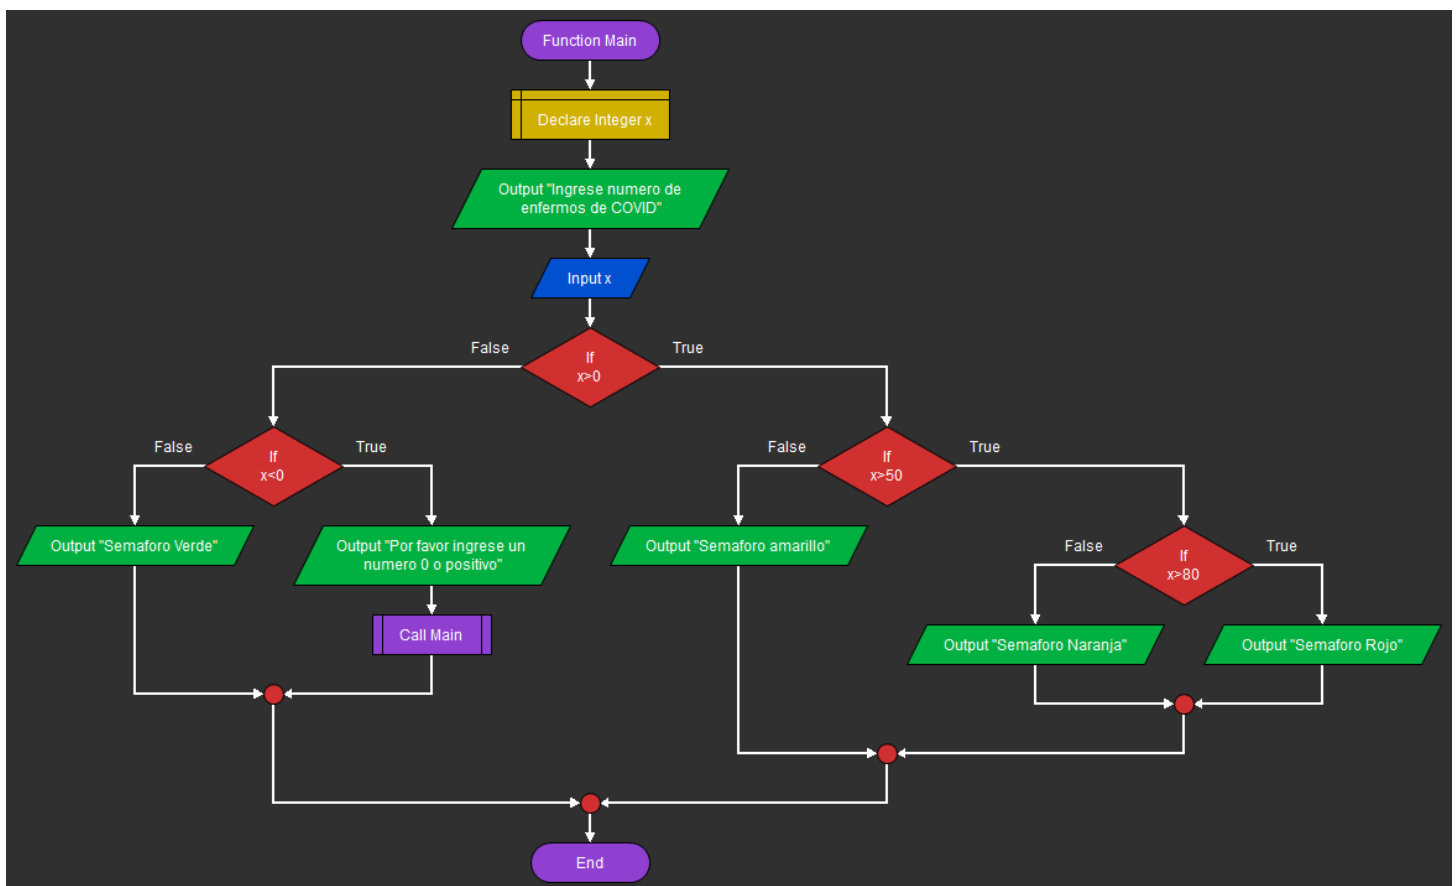 Function Main
Declare Integer x
Output "Ingrese numero de
enfermos de COVID"
Input x
If
x>0
False
True
If
x<0
False
True
Output "Semaforo Verde"
Output "Por favor ingrese un
numero 0 o positivo"
Call Main
If
x>50
False
True
Output "Semaforo amarillo"
If
x>80
False
True
Output "Semaforo Naranja"
Output "Semaforo Rojo"
End